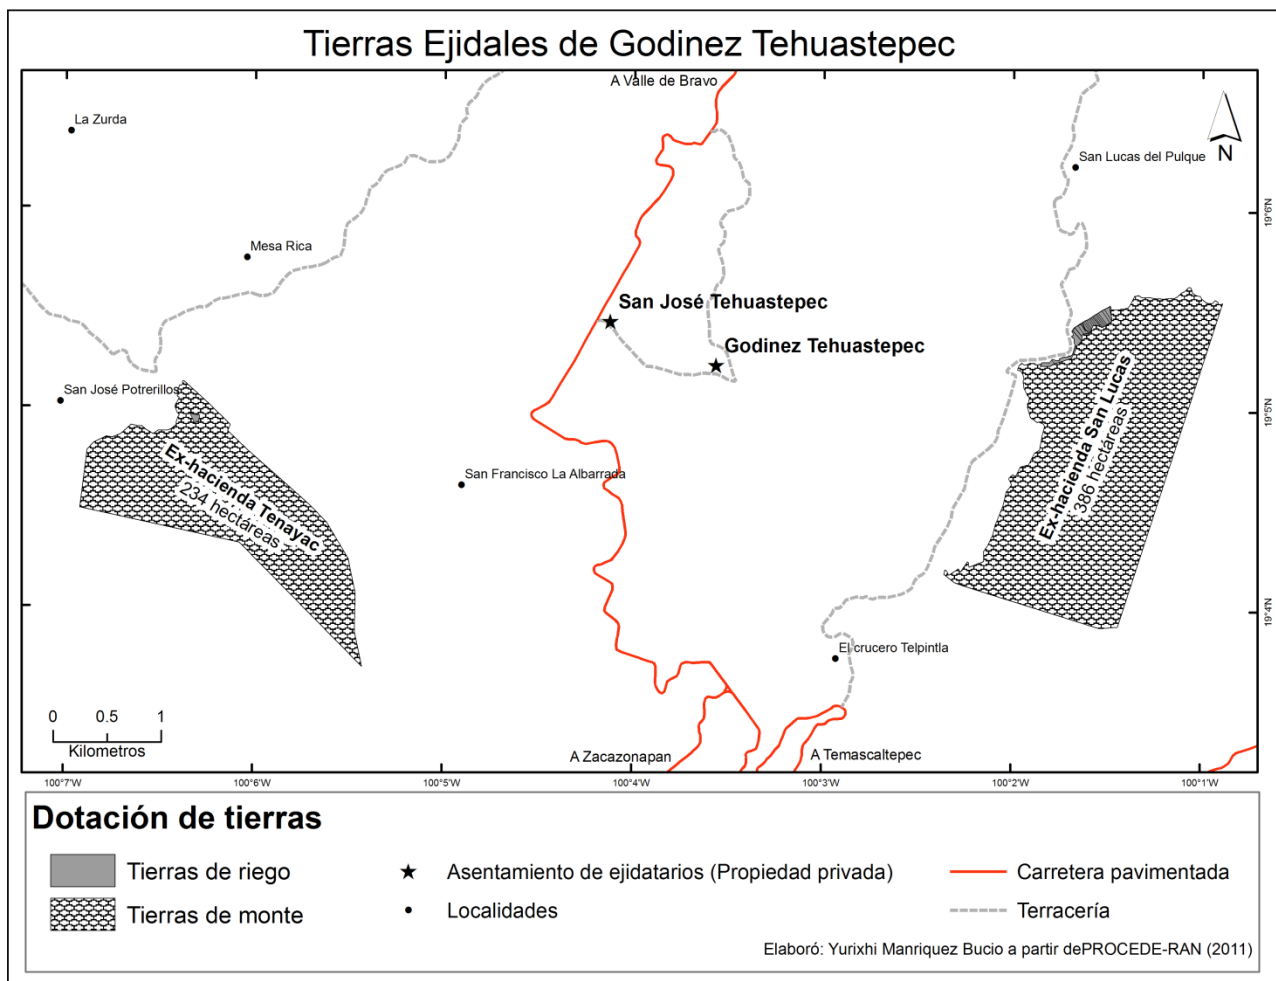 Tierras Ejidales de Godinez Tehuastepec
A Valle de Bravo
La Zurda
N
San Lucas del Pulque
19°6'N
Mesa Rica
San José Tehuastepec
Godinez Tehuastepec
San José Potrerillos
19°5'N
Ex-hacienda Tenayac
234 hectáreas
San Francisco La Albarrada
Ex-hacienda San Lucas
386 hectáreas
19°4'N
El crucero Telpintla
0 0.5 1
Kilometros
A Zacazonapan
A Temascaltepec
100°7'W 100°6'W 100°5'W 100°4'W 100°3'W 100°2'W 100°1'W
Dotación de tierras
Tierras de riego
Tierras de monte
Asentamiento de ejidatarios (Propiedad privada)
Localidades
Carretera pavimentada
Terracería
Elaboró: Yurixhi Manriquez Bucio a partir dePROCEDE-RAN (2011)